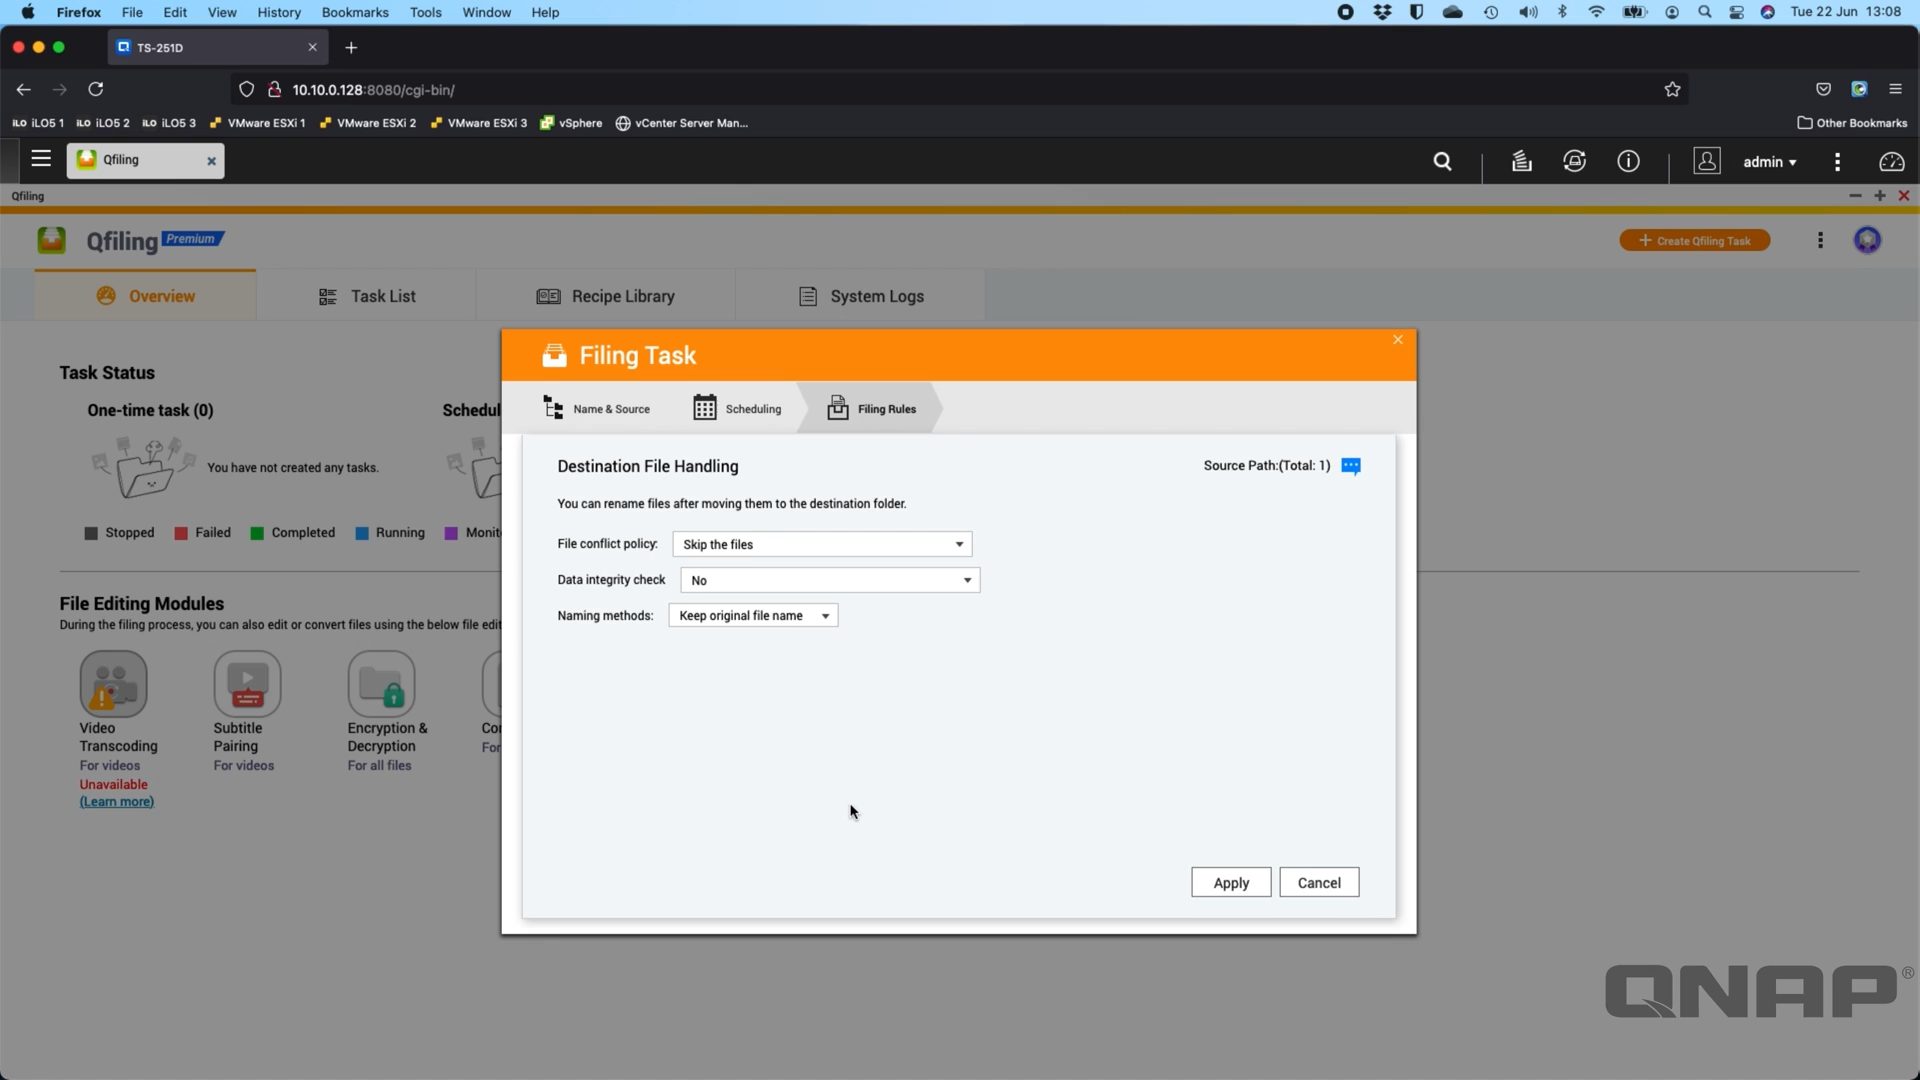 Firefox File Edit View History Bookmarks Tools Window Help Tue 22 Jun 13:08
TS-251D
10.10.0.128:8080/cgi-bin/
iLO iLO5 1 iLO iLO5 2 iLO iLO5 3 VMware ESXi 1 VMware ESXi 2 VMware ESXi 3 vSphere vCenter Server Man... Other Bookmarks
Qfiling admin
Qfiling
Qfiling Premium
+ Create Qfiling Task
Overview Task List Recipe Library System Logs
Task Status
One-time task (0)
Schedul
You have not created any tasks.
Stopped Failed Completed Running Monit
File Editing Modules
During the filing process, you can also edit or convert files using the below file edit
Video Transcoding
For videos
Unavailable
(Learn more)
Subtitle Pairing
For videos
Encryption & Decryption
For all files
Con
For
Filing Task
Name & Source Scheduling Filing Rules
Destination File Handling
Source Path:(Total: 1)
You can rename files after moving them to the destination folder.
File conflict policy: Skip the files
Data integrity check No
Naming methods: Keep original file name
Apply Cancel
QNAP®